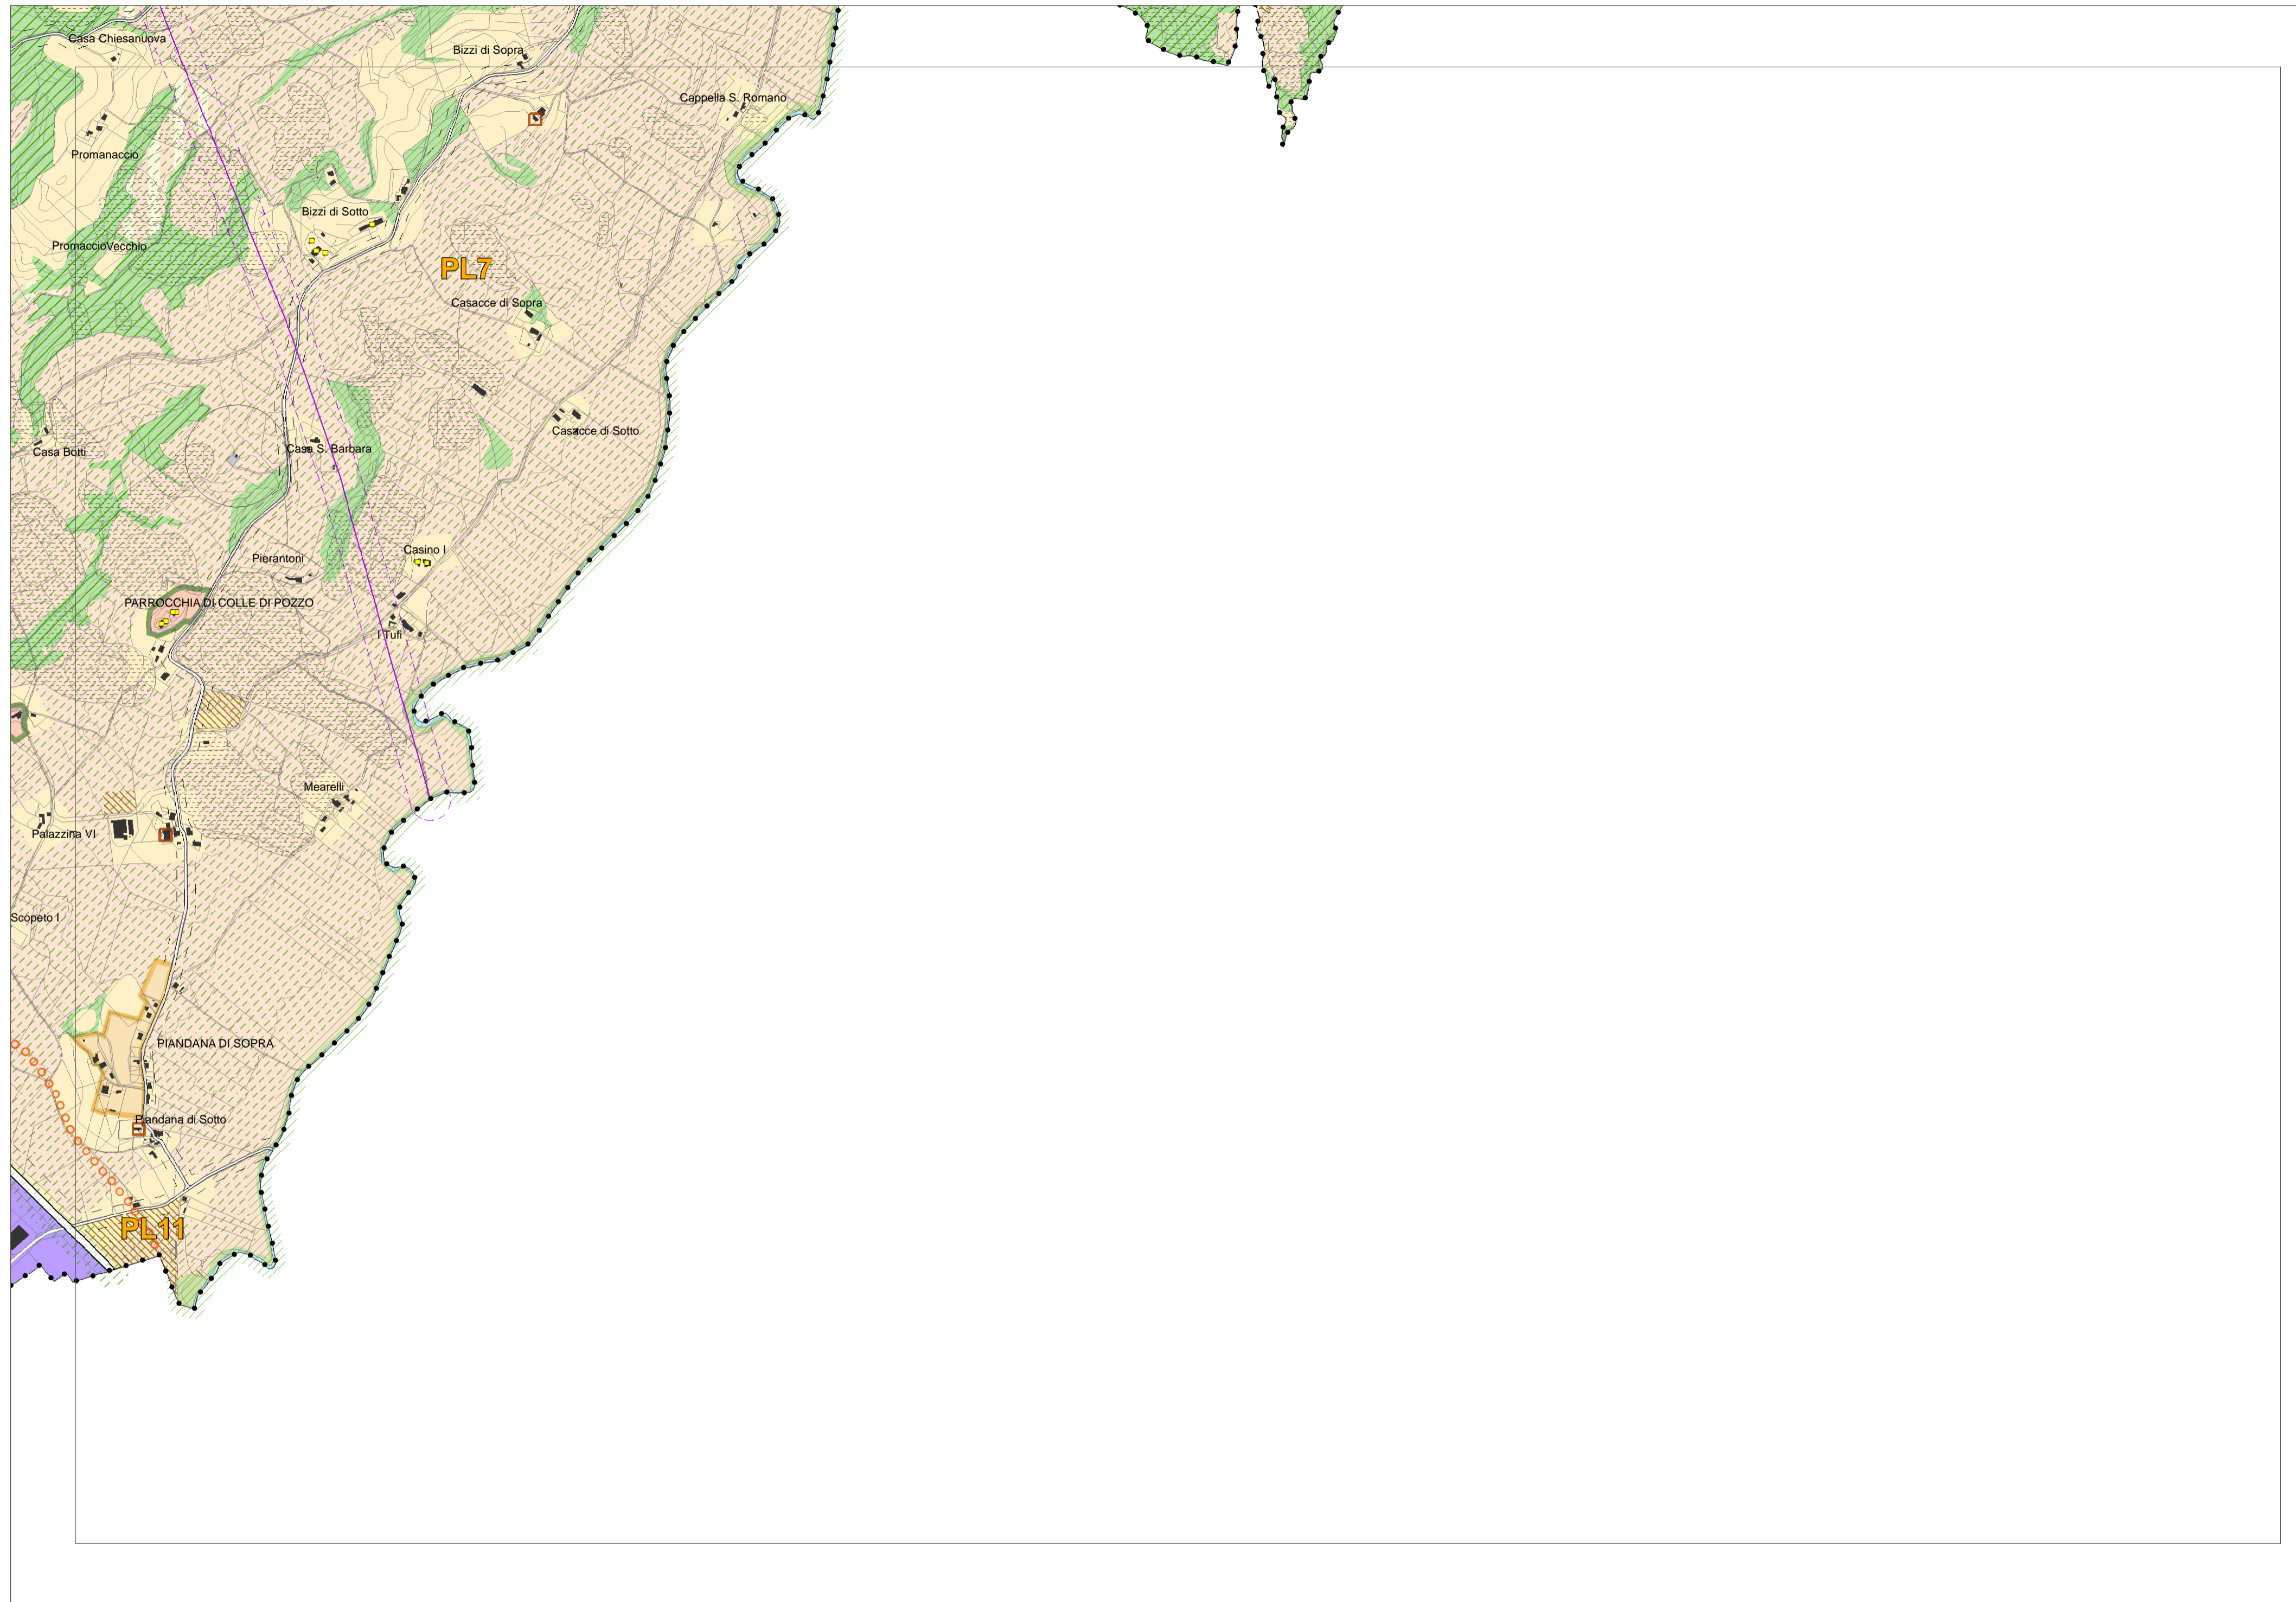 Casa Chiesanuova
Bizzi di Sopra
Cappella S. Romano
Promanaccio
Bizzi di Sotto
PromaccioVecchio
PL7
Casacce di Sopra
Casacce di Sotto
Casa S. Barbara
Casa Botti
Casino I
Pierantoni
PARROCCHIA DI COLLE DI POZZO
I Tufi
Mearelli
Palazzina VI
Scopeto I
PIANDANA DI SOPRA
Piandana di Sotto
PL11